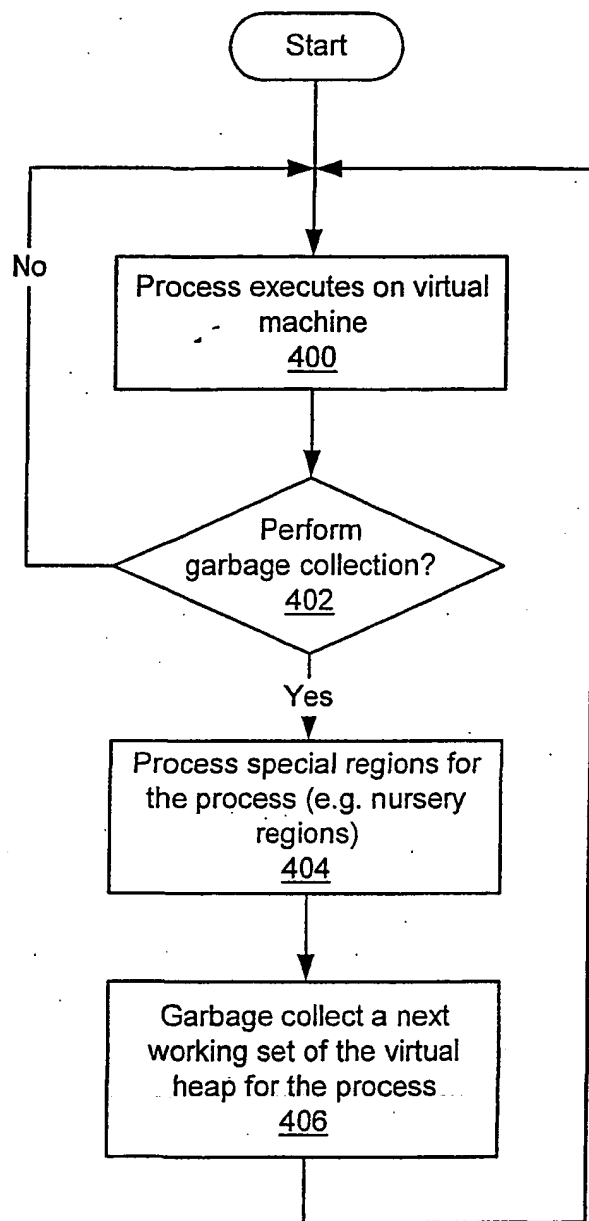 Start
No
Process executes on virtual
machine
400
Perform
garbage collection?
402
Yes
Process special regions for
the process (e.g. nursery
regions)
404
Garbage collect a next
working set of the virtual
heap for the process
406